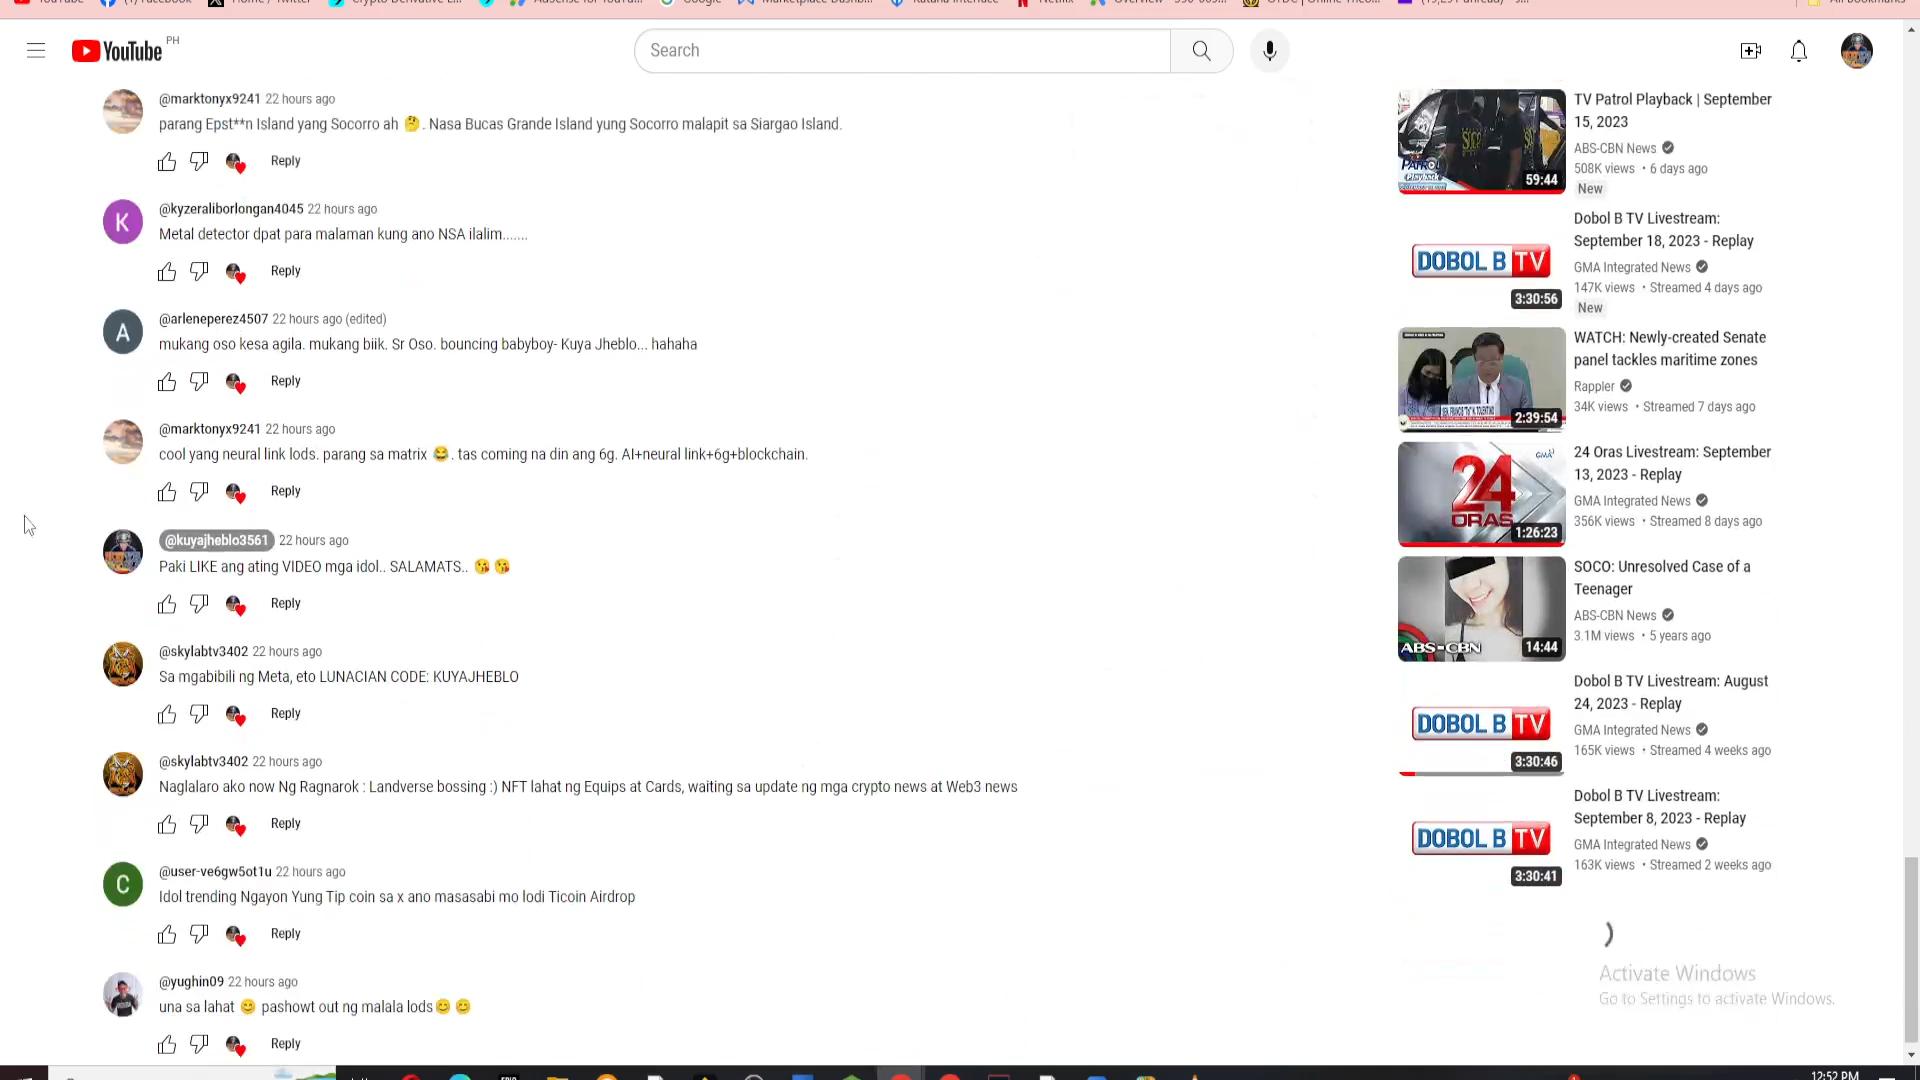 YouTube PH
Search
@marktonyx9241 22 hours ago
parang Epst**n Island yang Socorro ah 🤔. Nasa Bucas Grande Island yung Socorro malapit sa Siargao Island.
Reply
@kyzeraliborlongan4045 22 hours ago
Metal detector dpat para malaman kung ano NSA ilalim.......
Reply
@arleneperez4507 22 hours ago (edited)
mukang oso kesa agila. mukang biik. Sr Oso. bouncing babyboy- Kuya Jheblo... hahaha
Reply
@marktonyx9241 22 hours ago
cool yang neural link lods. parang sa matrix 😂. tas coming na din ang 6g. AI+neural link+6g+blockchain.
Reply
@kuyajheblo3561 22 hours ago
Paki LIKE ang ating VIDEO mga idol.. SALAMATS.. 😘 😘
Reply
@skylabtv3402 22 hours ago
Sa mgabibili ng Meta, eto LUNACIAN CODE: KUYAJHEBLO
Reply
@skylabtv3402 22 hours ago
Naglalaro ako now Ng Ragnarok : Landverse bossing :) NFT lahat ng Equips at Cards, waiting sa update ng mga crypto news at Web3 news
Reply
@user-ve6gw5ot1u 22 hours ago
Idol trending Ngayon Yung Tip coin sa x ano masasabi mo lodi Ticoin Airdrop
Reply
@yughin09 22 hours ago
una sa lahat 😊 pashowt out ng malala lods😊 😊
Reply
59:44
TV Patrol Playback | September
15, 2023
ABS-CBN News
508K views • 6 days ago
New
DOBOL B TV
3:30:56
Dobol B TV Livestream:
September 18, 2023 - Replay
GMA Integrated News
147K views • Streamed 4 days ago
New
2:39:54
WATCH: Newly-created Senate
panel tackles maritime zones
Rappler
34K views • Streamed 7 days ago
24
ORAS
1:26:23
24 Oras Livestream: September
13, 2023 - Replay
GMA Integrated News
356K views • Streamed 8 days ago
ABS-CBN
14:44
SOCO: Unresolved Case of a
Teenager
ABS-CBN News
3.1M views • 5 years ago
DOBOL B TV
3:30:46
Dobol B TV Livestream: August
24, 2023 - Replay
GMA Integrated News
165K views • Streamed 4 weeks ago
DOBOL B TV
3:30:41
Dobol B TV Livestream:
September 8, 2023 - Replay
GMA Integrated News
163K views • Streamed 2 weeks ago
Activate Windows
Go to Settings to activate Windows.
12:52 PM